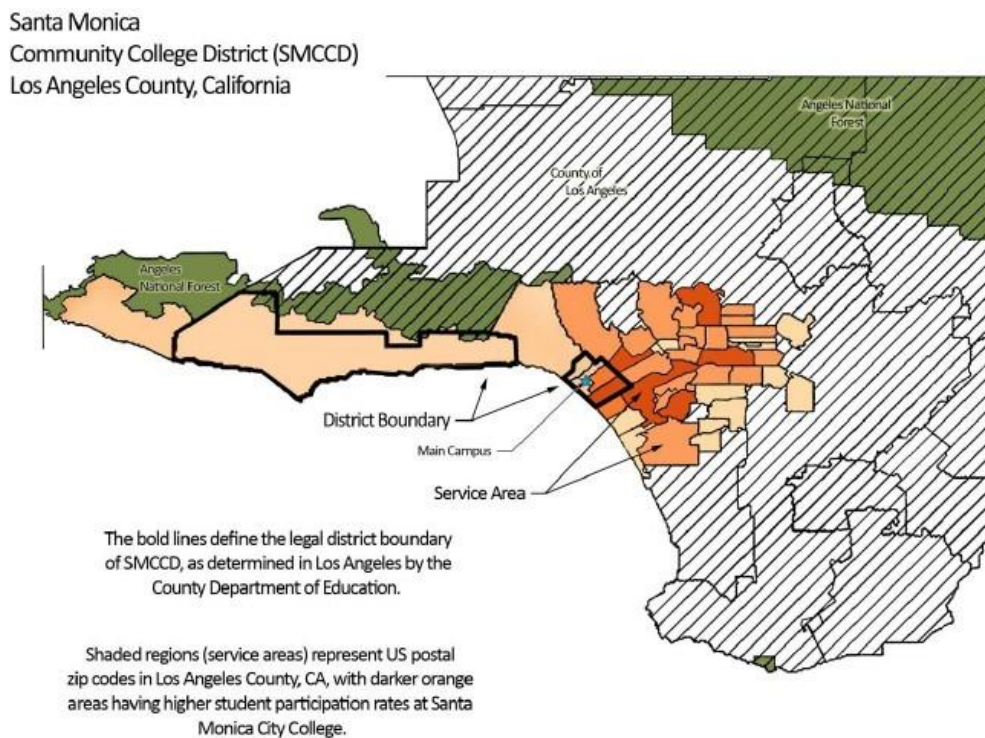 Santa Monica
Community College District (SMCCD)
Los Angeles County, California
Angeles National
Forest
County of
Los Angeles
Angeles
National Forest
District Boundary
Main Campus
Service Area
The bold lines define the legal district boundary
of SMCCD, as determined in Los Angeles by the
County Department of Education.
Shaded regions (service areas) represent US postal
zip codes in Los Angeles County, CA, with darker orange
areas having higher student participation rates at Santa
Monica City College.